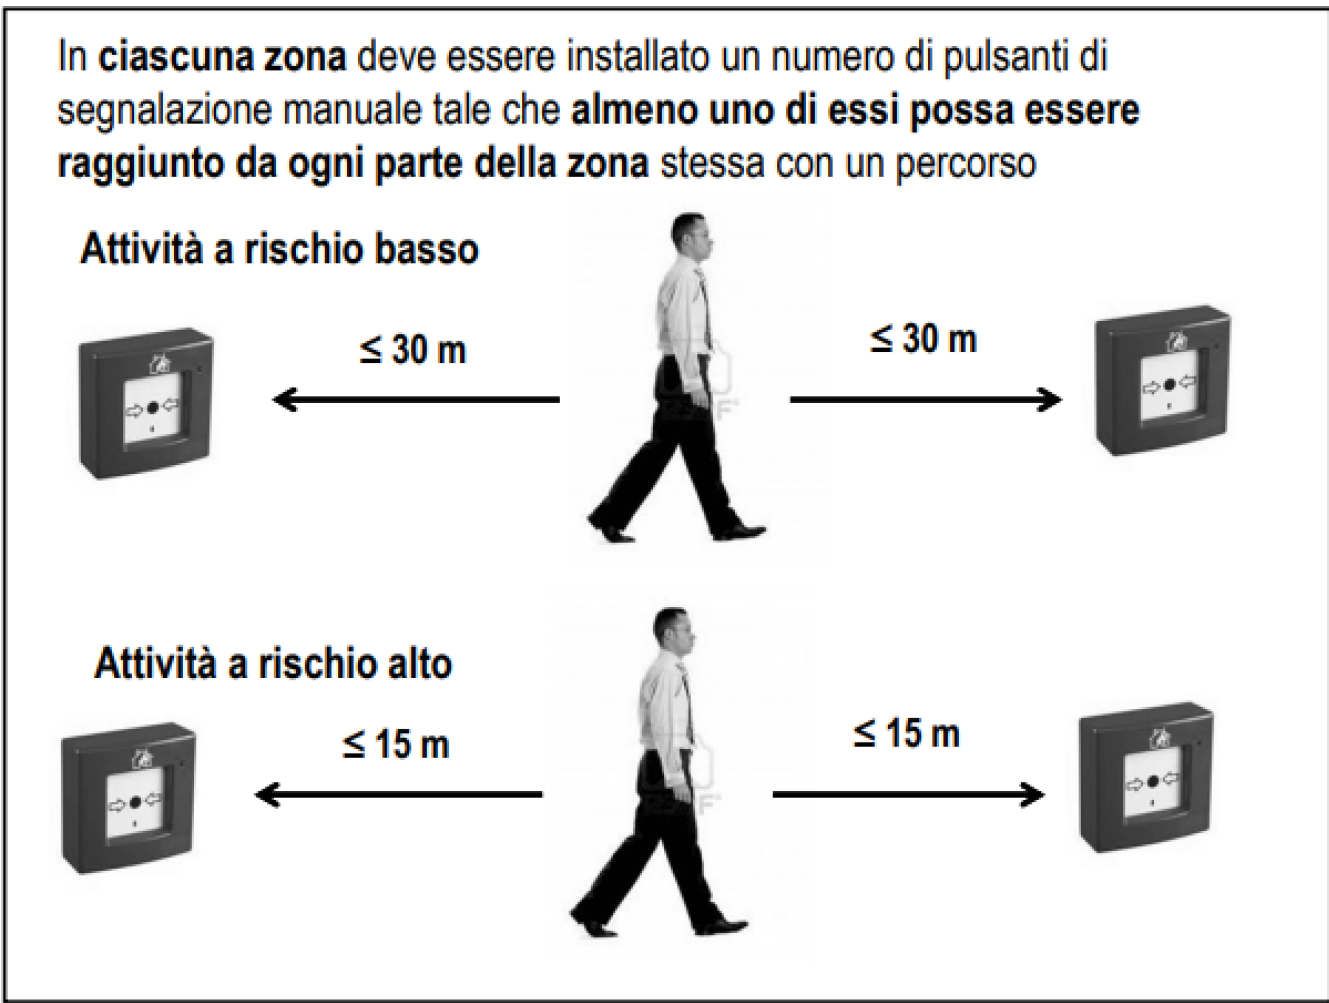 In ciascuna zona deve essere installato un numero di pulsanti di
segnalazione manuale tale che almeno uno di essi possa essere
raggiunto da ogni parte della zona stessa con un percorso
Attività a rischio basso
≤ 30 m
≤ 30 m
Attività a rischio alto
≤ 15 m
≤ 15 m